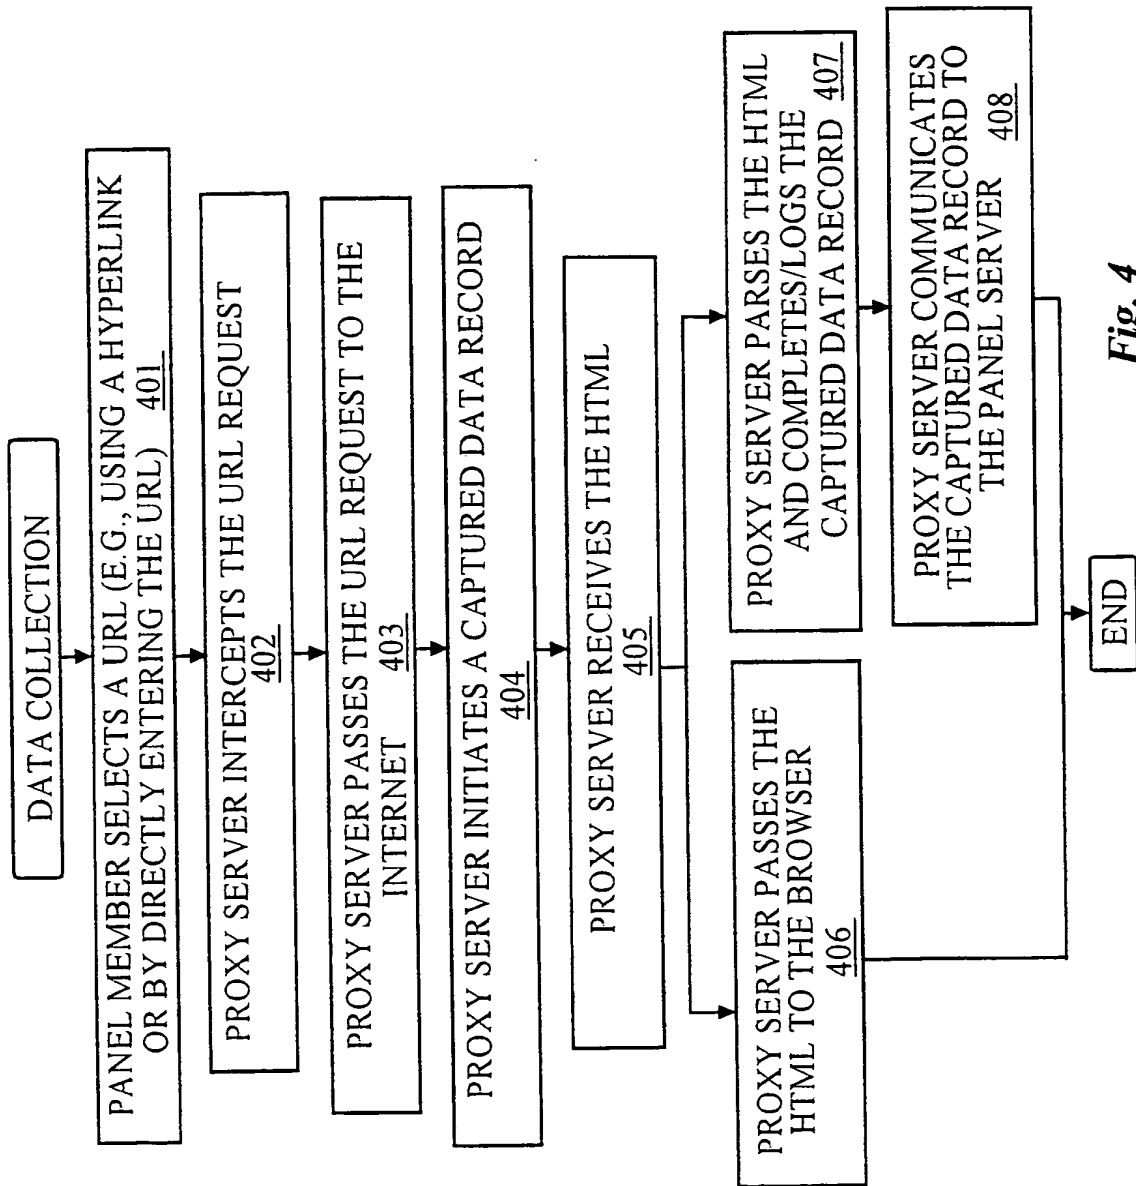 DATA COLLECTION
PANEL MEMBER SELECTS A URL (E.G., USING A HYPERLINK
OR BY DIRECTLY ENTERING THE URL) 401
PROXY SERVER INTERCEPTS THE URL REQUEST
402
PROXY SERVER PASSES THE URL REQUEST TO THE
INTERNET 403
PROXY SERVER INITIATES A CAPTURED DATA RECORD
404
PROXY SERVER RECEIVES THE HTML
405
PROXY SERVER PASSES THE
HTML TO THE BROWSER
406
PROXY SERVER PARSES THE HTML
AND COMPLETES/LOGS THE
CAPTURED DATA RECORD 407
PROXY SERVER COMMUNICATES
THE CAPTURED DATA RECORD TO
THE PANEL SERVER 408
END
Fig. 4